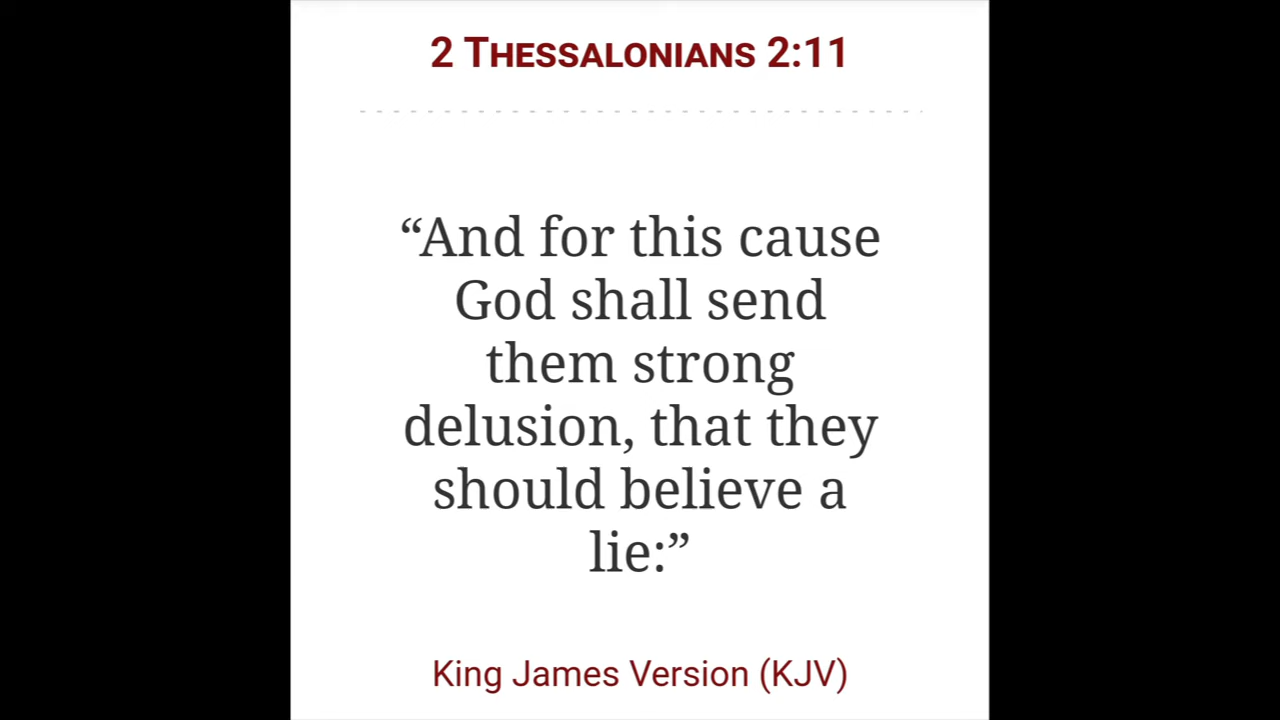 2 Thessalonians 2:11
“And for this cause
God shall send
them strong
delusion, that they
should believe a
lie:”
King James Version (KJV)